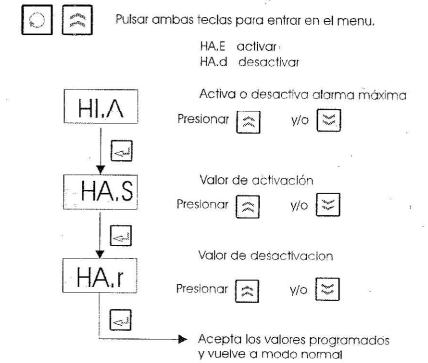 Pulsar ambas teclas para entrar en el menu.
HA.E activar
HA.d desactivar
HI.Λ
Activa o desactiva alarma máxima
Presionar y/o
HA.S
Valor de activación
Presionar y/o
HA.r
Valor de desactivacion
Presionar y/o
Acepta los valores programados
y vuelve a modo normal